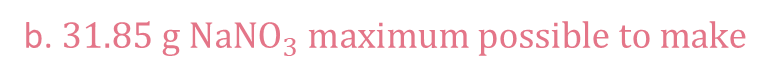 b. 31.85 g NaNO₃ maximum possible to make